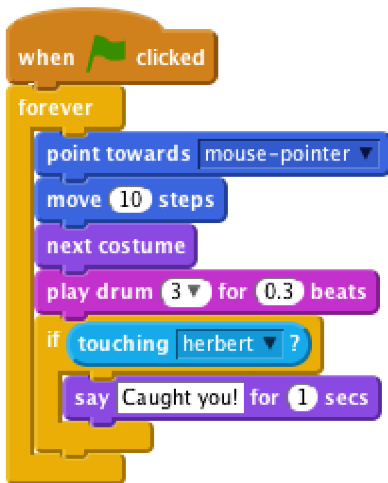 when clicked
forever
point towards mouse-pointer
move 10 steps
next costume
play drum 3 for 0.3 beats
if touching herbert ?
say Caught you! for 1 secs